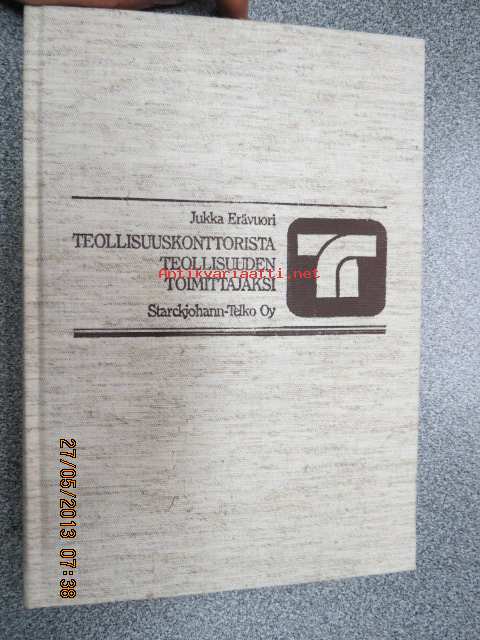 Jukka Erävuori
TEOLLISUUSKONTTORISTA
TEOLLISUUDEN
Antikvariaatti.net
TOIMITTAJAKSI
Starckjohann-Telko Oy
27/05/2013 07:38